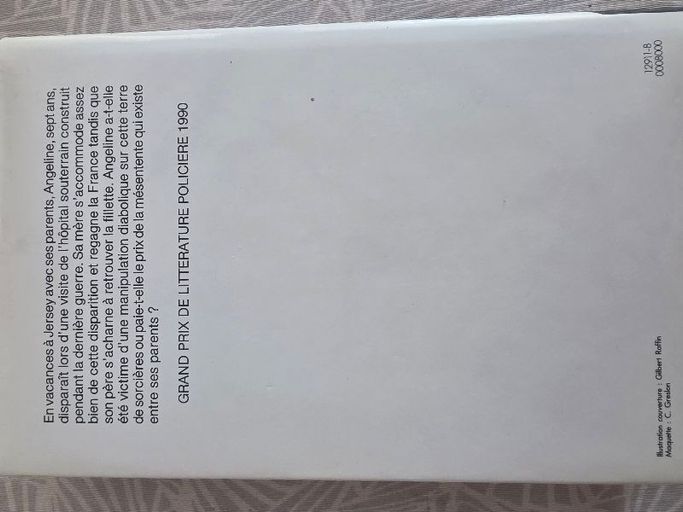 En vacances à Jersey avec ses parents, Angeline, sept ans,
disparaît lors d'une visite de l'hôpital souterrain construit
pendant la dernière guerre. Sa mère s'accommode assez
bien de cette disparition et regagne la France tandis que
son père s'acharne à retrouver la fillette. Angeline a-t-elle
été victime d'une manipulation diabolique sur cette terre
de sorcières ou paie-t-elle le prix de la mésentente qui existe
entre ses parents ?
GRAND PRIX DE LITTERATURE POLICIERE 1990
Illustration couverture : Gilbert Raffin
Maquette : C. Greslon
12911-8
0008000